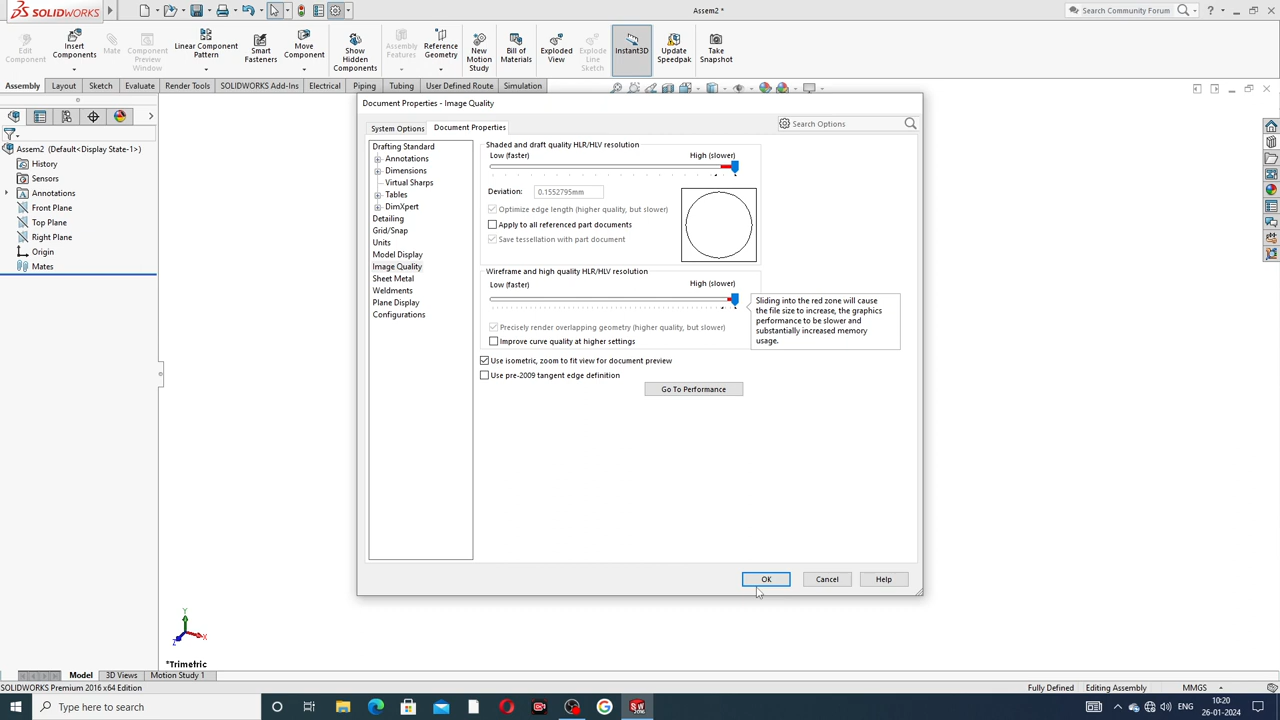 SOLIDWORKS
Assem2 *
Search Community Forum
Edit Component
Insert Components
Mate
Component Preview Window
Linear Component Pattern
Smart Fasteners
Move Component
Show Hidden Components
Assembly Features
Reference Geometry
New Motion Study
Bill of Materials
Exploded View
Explode Line Sketch
Instant3D
Update Speedpak
Take Snapshot
Assembly Layout Sketch Evaluate Render Tools SOLIDWORKS Add-Ins Electrical Piping Tubing User Defined Route Simulation
Assem2 (Default<Display State-1>)
History
Sensors
Annotations
Front Plane
Top Plane
Right Plane
Origin
Mates
Document Properties - Image Quality
System Options Document Properties
Search Options
Drafting Standard
Annotations
Dimensions
Virtual Sharps
Tables
DimXpert
Detailing
Grid/Snap
Units
Model Display
Image Quality
Sheet Metal
Weldments
Plane Display
Configurations
Shaded and draft quality HLR/HLV resolution
Low (faster) High (slower)
Deviation: 0.1552795mm
Optimize edge length (higher quality, but slower)
Apply to all referenced part documents
Save tessellation with part document
Wireframe and high quality HLR/HLV resolution
Low (faster) High (slower)
Sliding into the red zone will cause
the file size to increase, the graphics
performance to be slower and
substantially increased memory
usage.
Precisely render overlapping geometry (higher quality, but slower)
Improve curve quality at higher settings
Use isometric, zoom to fit view for document preview
Use pre-2009 tangent edge definition
Go To Performance
OK Cancel Help
Y
X
Z
*Trimetric
Model 3D Views Motion Study 1
SOLIDWORKS Premium 2016 x64 Edition
Fully Defined Editing Assembly MMGS
Type here to search
ENG
10:20
26-01-2024